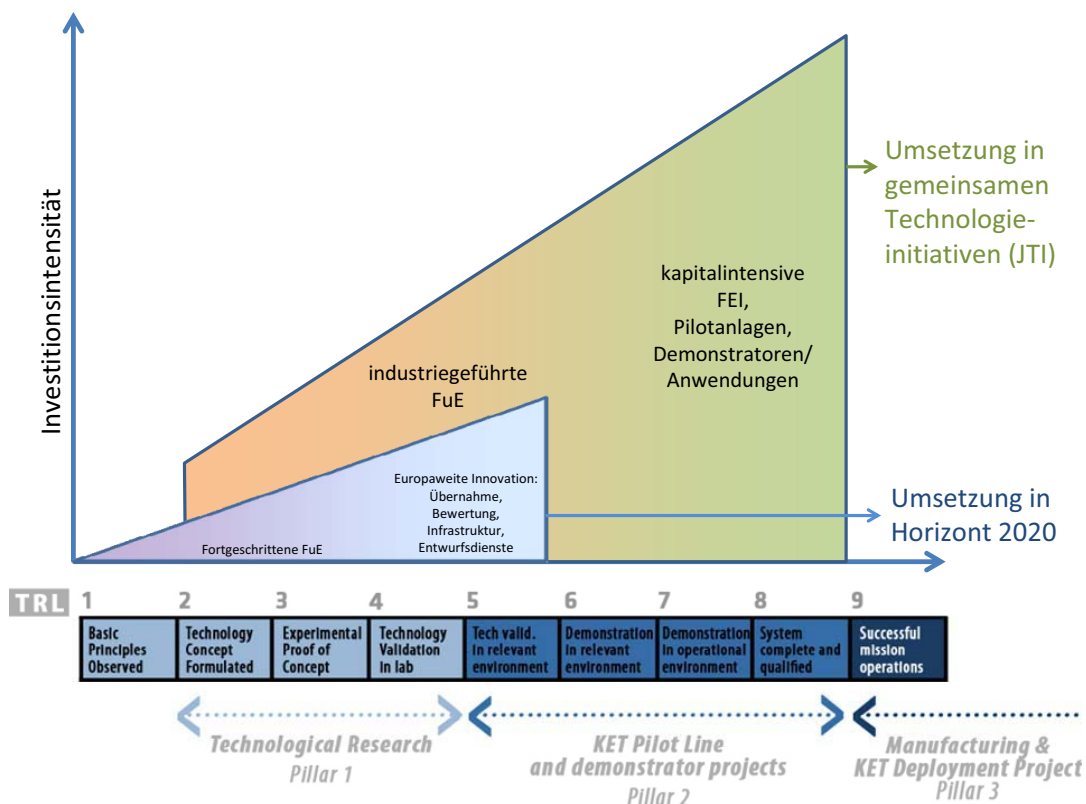 Investitionsintensität
Umsetzung in
gemeinsamen
Technologie-
initiativen (JTI)
kapitalintensive
FEI,
Pilotanlagen,
Demonstratoren/
Anwendungen
industriegeführte
FuE
Europaweite Innovation:
Übernahme,
Bewertung,
Infrastruktur,
Entwurfsdienste
Fortgeschrittene FuE
Umsetzung in
Horizont 2020
TRL 1 2 3 4 5 6 7 8 9
Basic
Principles
Observed
Technology
Concept
Formulated
Experimental
Proof of
Concept
Technology
Validation
In lab
Tech valid.
In relevant
environment
Demonstration
In relevant
environment
Demonstration
In operational
environment
System
complete and
qualified
Successful
mission
operations
Technological Research
Pillar 1
KET Pilot Line
and demonstrator projects
Pillar 2
Manufacturing &
KET Deployment Project
Pillar 3